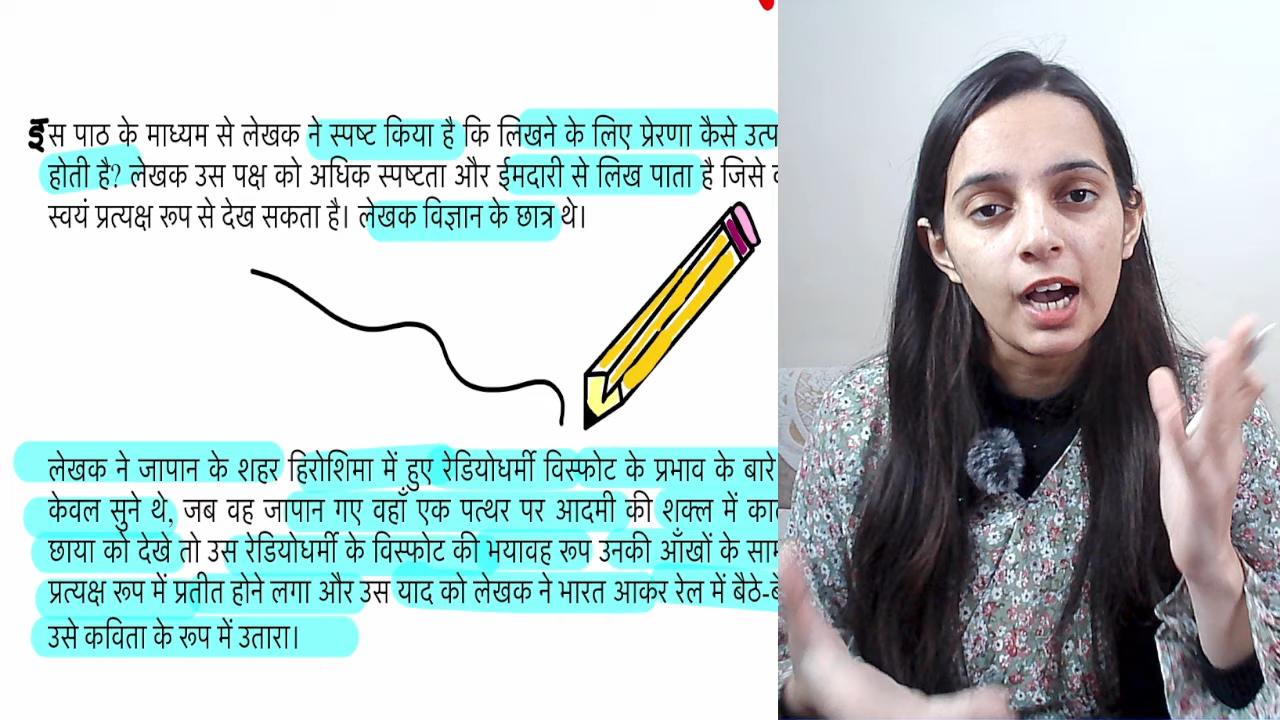 इस पाठ के माध्यम से लेखक ने स्पष्ट किया है कि लिखने के लिए प्रेरणा कैसे
होती है? लेखक उस पक्ष को अधिक स्पष्टता और ईमदारी से लिख पाता है जिसे
स्वयं प्रत्यक्ष रूप से देख सकता है। लेखक विज्ञान के छात्र थे।
लेखक ने जापान के शहर हिरोशिमा में हुए रेडियोधर्मी विस्फोट के प्रभाव के बारे
केवल सुने थे, जब वह जापान गए वहाँ एक पत्थर पर आदमी की शक्ल में
छाया को देखे तो उस रेडियोधर्मी के विस्फोट की भयावह रूप उनकी आँखों के
प्रत्यक्ष रूप में प्रतीत होने लगा और उस याद को लेखक ने भारत आकर रेल में
उसे कविता के रूप में उतारा।